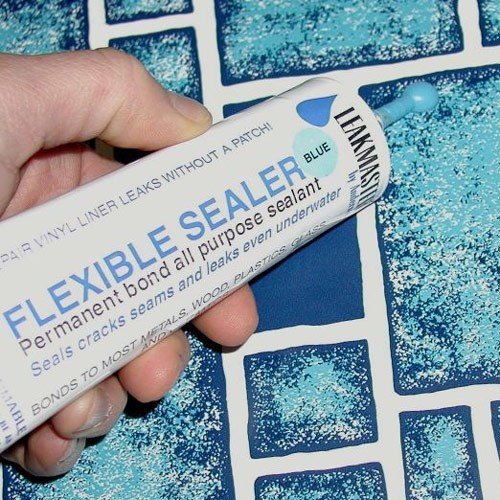 REPAIR VINYL LINER LEAKS WITHOUT A PATCH!
FLEXIBLE SEALER
BLUE
Permanent bond all purpose sealant
Seals cracks seams and leaks even underwater
BONDS TO MOST METALS, WOOD, PLASTICS, GLASS,
LEAKMASTER
by